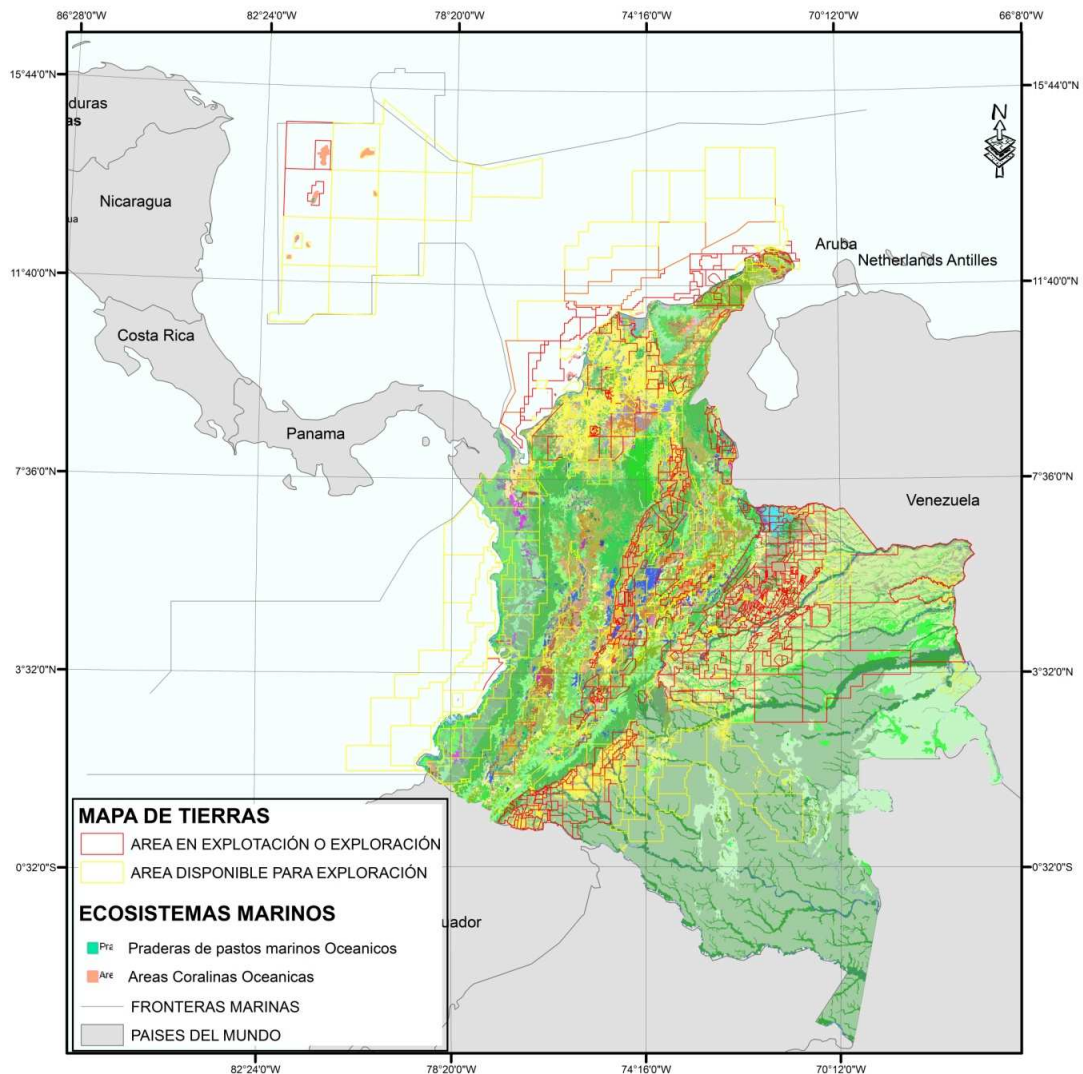 86°28'0"W 82°24'0"W 78°20'0"W 74°16'0"W 70°12'0"W 66°8'0"W
15°44'0"N 15°44'0"N
duras
as
N
Nicaragua
ua
Aruba
Netherlands Antilles
11°40'0"N 11°40'0"N
Costa Rica
Panama
7°36'0"N 7°36'0"N
Venezuela
3°32'0"N 3°32'0"N
MAPA DE TIERRAS
AREA EN EXPLOTACIÓN O EXPLORACIÓN
AREA DISPONIBLE PARA EXPLORACIÓN
0°32'0"S 0°32'0"S
ECOSISTEMAS MARINOS
uador
Pra Praderas de pastos marinos Oceanicos
Are Areas Coralinas Oceanicas
FRONTERAS MARINAS
PAISES DEL MUNDO
82°24'0"W 78°20'0"W 74°16'0"W 70°12'0"W